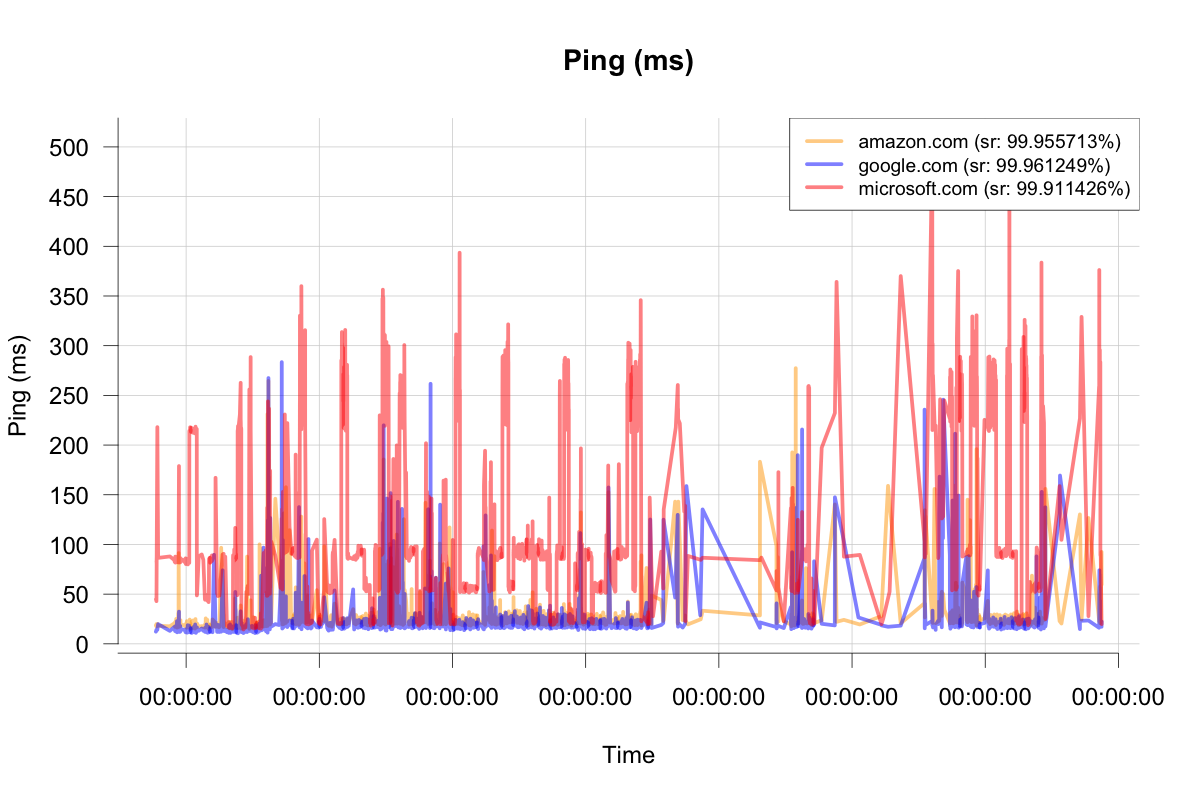 Ping (ms)
amazon.com (sr: 99.955713%)
google.com (sr: 99.961249%)
microsoft.com (sr: 99.911426%)
500
450
400
350
300
250
200
150
100
50
0
Ping (ms)
00:00:00 00:00:00 00:00:00 00:00:00 00:00:00 00:00:00 00:00:00 00:00:00
Time